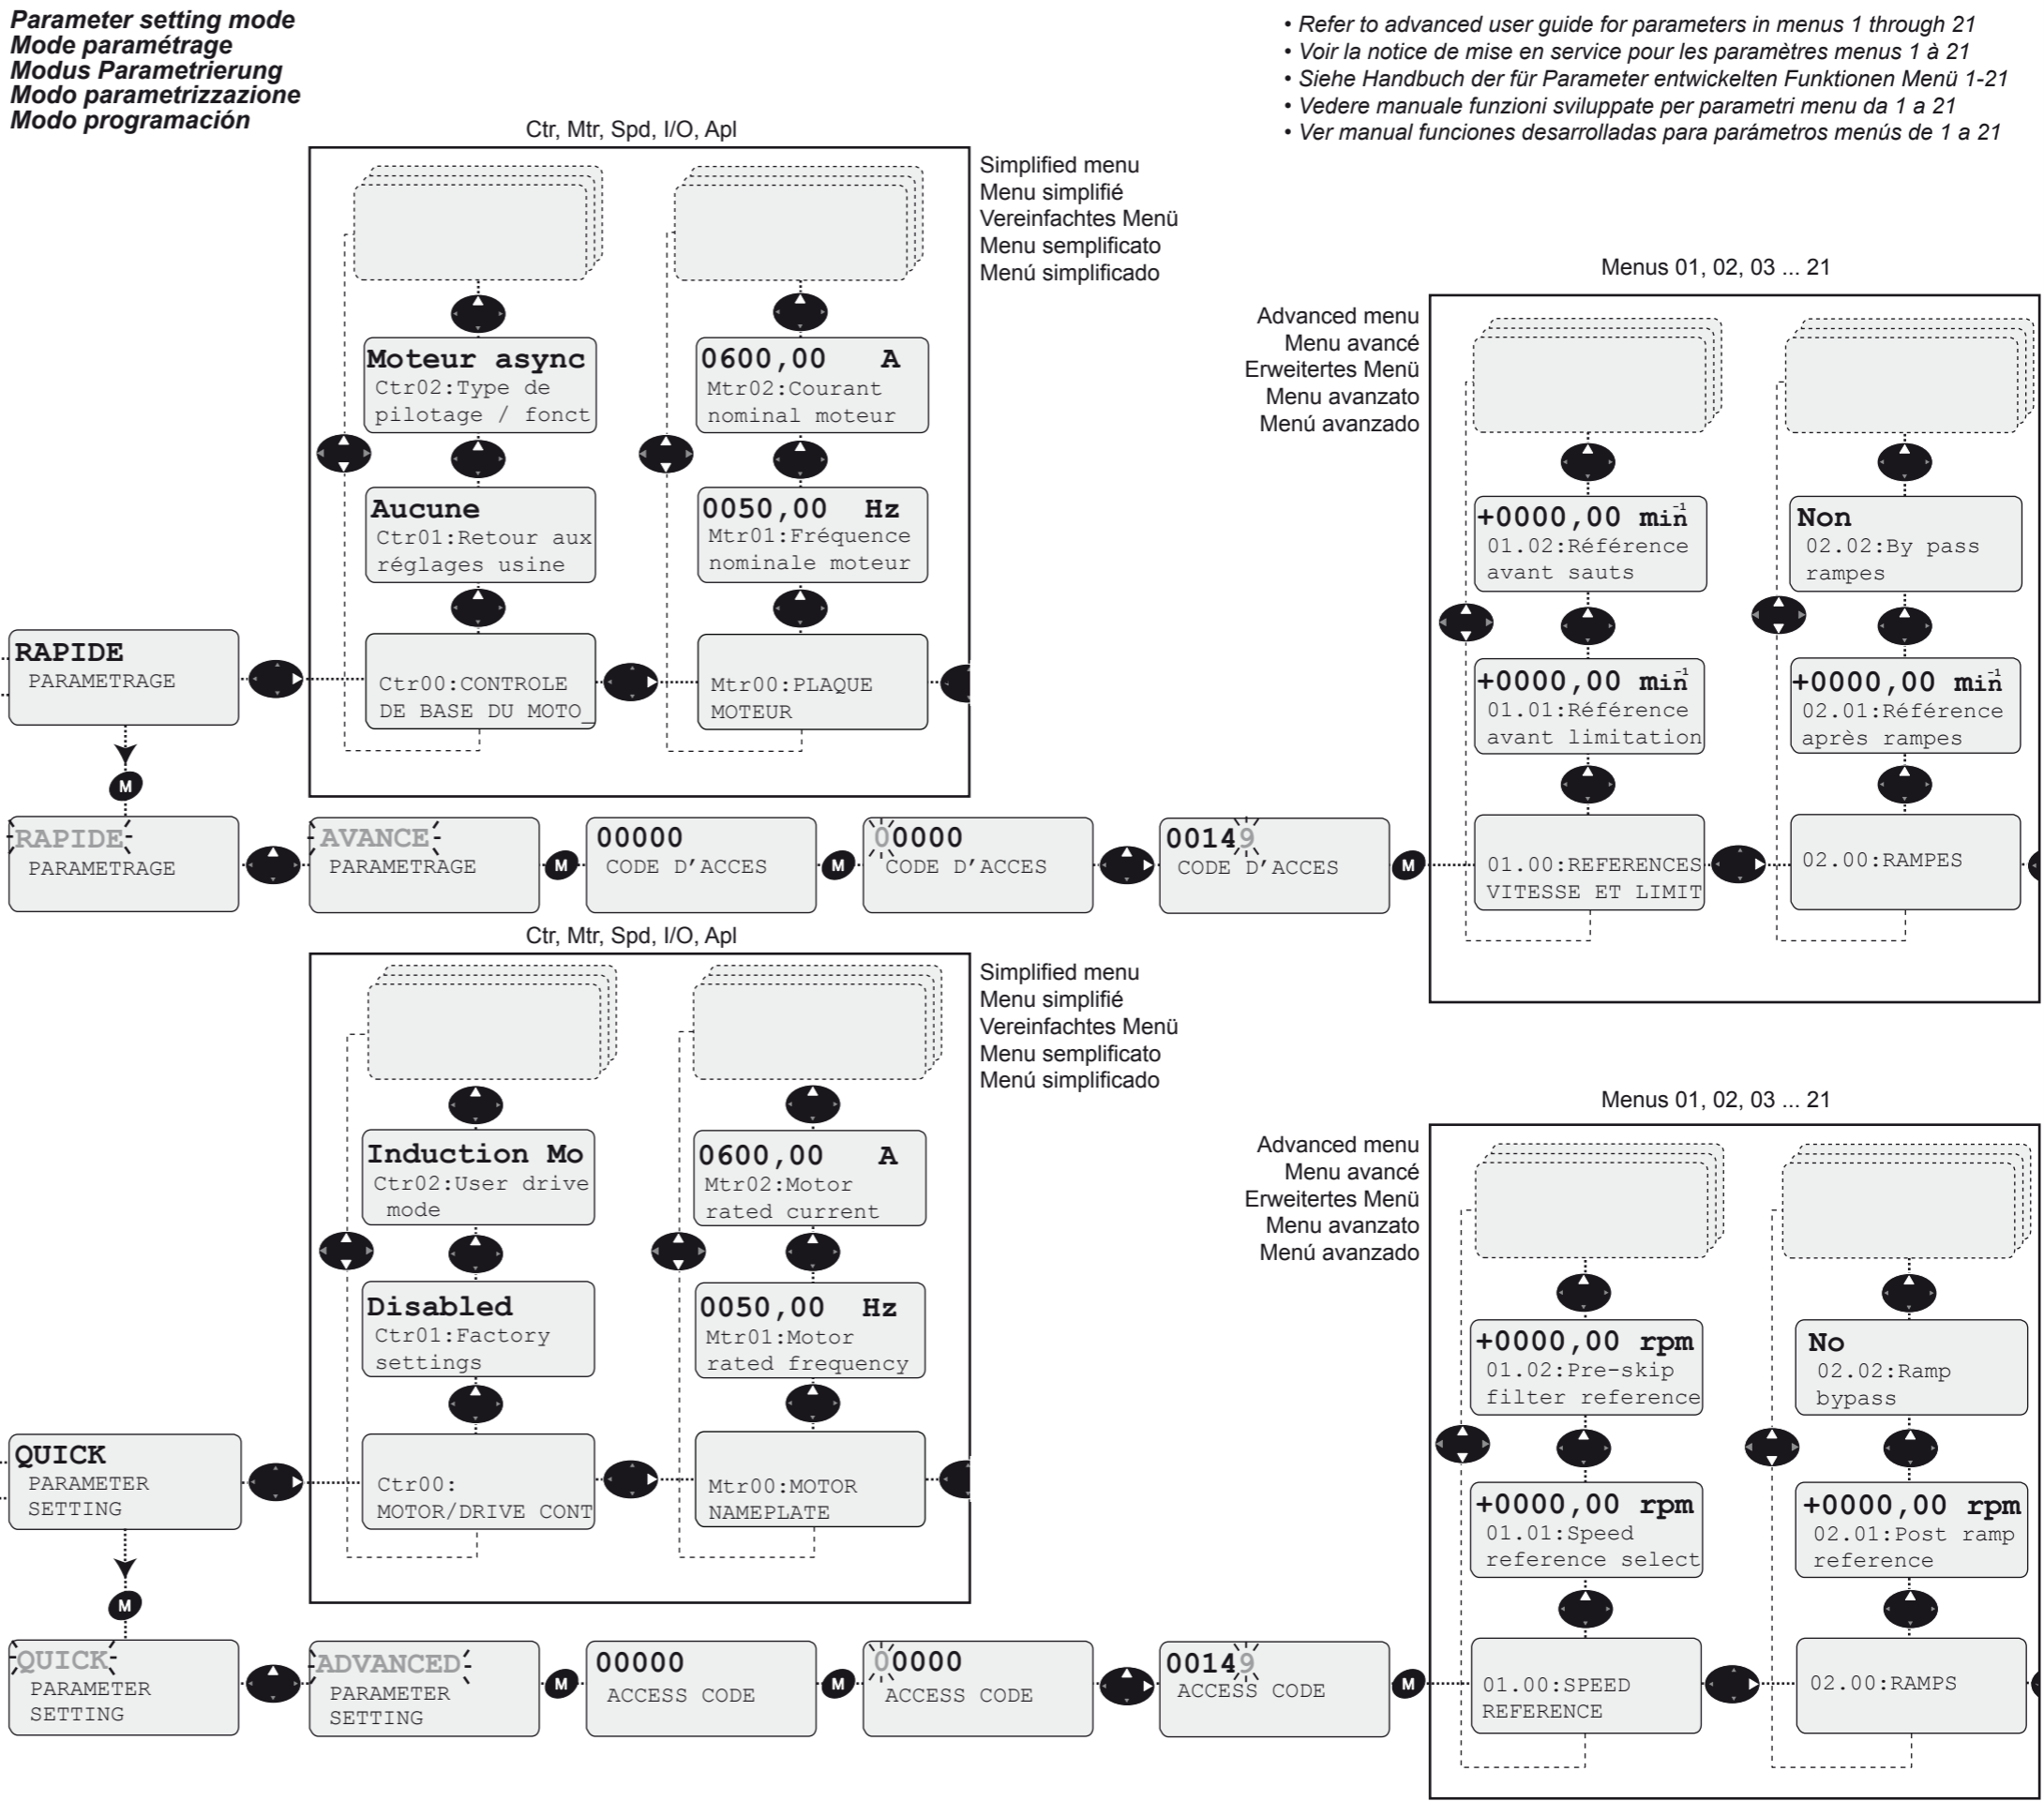 Parameter setting mode
Mode paramétrage
Modus Parametrierung
Modo parametrizzazione
Modo programación
• Refer to advanced user guide for parameters in menus 1 through 21
• Voir la notice de mise en service pour les paramètres menus 1 à 21
• Siehe Handbuch der für Parameter entwickelten Funktionen Menü 1-21
• Vedere manuale funzioni sviluppate per parametri menu da 1 a 21
• Ver manual funciones desarrolladas para parámetros menús de 1 a 21
Ctr, Mtr, Spd, I/O, Apl
Simplified menu
Menu simplifié
Vereinfachtes Menü
Menu semplificato
Menú simplificado
Moteur async
Ctr02:Type de
pilotage / fonct
0600,00 A
Mtr02:Courant
nominal moteur
Aucune
Ctr01:Retour aux
réglages usine
0050,00 Hz
Mtr01:Fréquence
nominale moteur
RAPIDE
PARAMETRAGE
Ctr00:CONTROLE
DE BASE DU MOTO_
Mtr00:PLAQUE
MOTEUR
Menus 01, 02, 03 ... 21
Advanced menu
Menu avancé
Erweitertes Menü
Menu avanzato
Menú avanzado
+0000,00 min-1
01.02:Référence
avant sauts
Non
02.02:By pass
rampes
+0000,00 min-1
01.01:Référence
avant limitation
+0000,00 min-1
02.01:Référence
après rampes
M
RAPIDE
PARAMETRAGE
AVANCE
PARAMETRAGE
M
00000
CODE D'ACCES
M
00000
CODE D'ACCES
00149
CODE D'ACCES
M
01.00:REFERENCES
VITESSE ET LIMIT
02.00:RAMPES
Ctr, Mtr, Spd, I/O, Apl
Simplified menu
Menu simplifié
Vereinfachtes Menü
Menu semplificato
Menú simplificado
Induction Mo
Ctr02:User drive
mode
0600,00 A
Mtr02:Motor
rated current
Disabled
Ctr01:Factory
settings
0050,00 Hz
Mtr01:Motor
rated frequency
QUICK
PARAMETER
SETTING
Ctr00:
MOTOR/DRIVE CONT
Mtr00:MOTOR
NAMEPLATE
Menus 01, 02, 03 ... 21
Advanced menu
Menu avancé
Erweitertes Menü
Menu avanzato
Menú avanzado
+0000,00 rpm
01.02:Pre-skip
filter reference
No
02.02:Ramp
bypass
+0000,00 rpm
01.01:Speed
reference select
+0000,00 rpm
02.01:Post ramp
reference
M
QUICK
PARAMETER
SETTING
ADVANCED
PARAMETER
SETTING
M
00000
ACCESS CODE
M
00000
ACCESS CODE
00149
ACCESS CODE
M
01.00:SPEED
REFERENCE
02.00:RAMPS